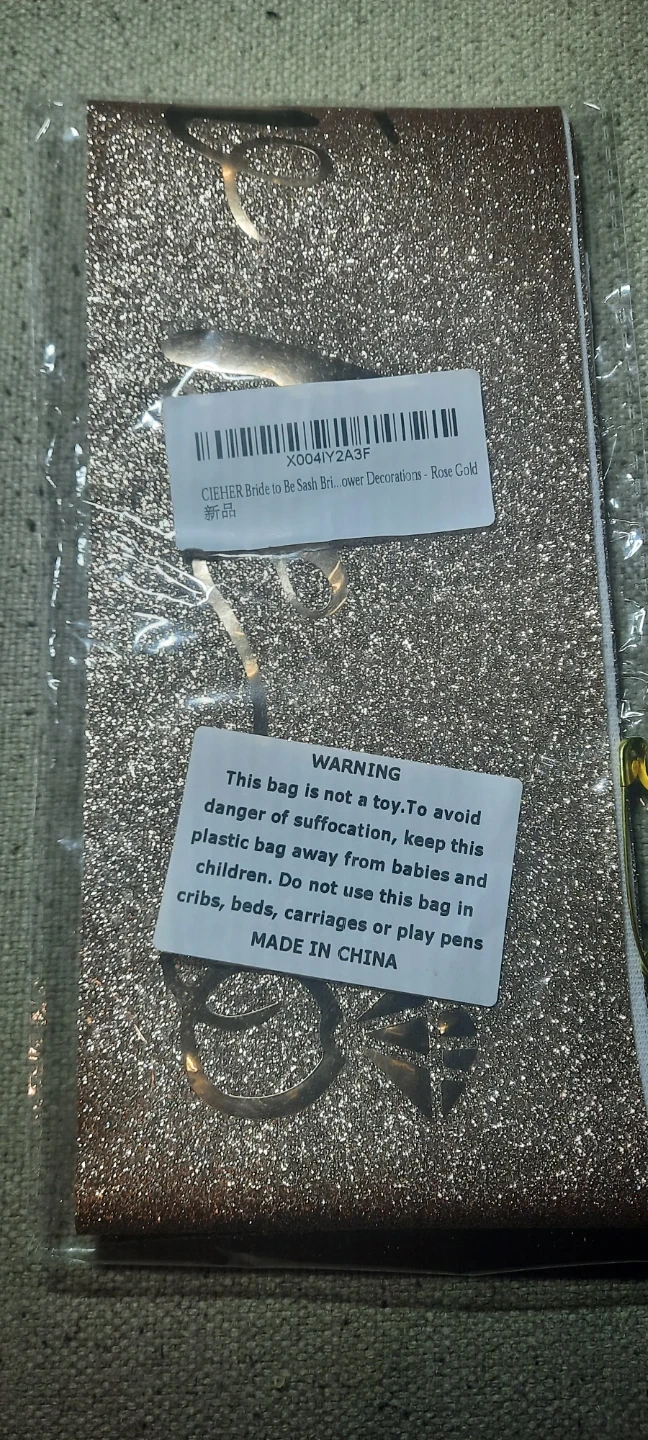 X004IY2A3F
CIEHER Bride to Be Sash Bri...ower Decorations - Rose Gold
新品
WARNING
This bag is not a toy.To avoid
danger of suffocation, keep this
plastic bag away from babies and
children. Do not use this bag in
cribs, beds, carriages or play pens
MADE IN CHINA